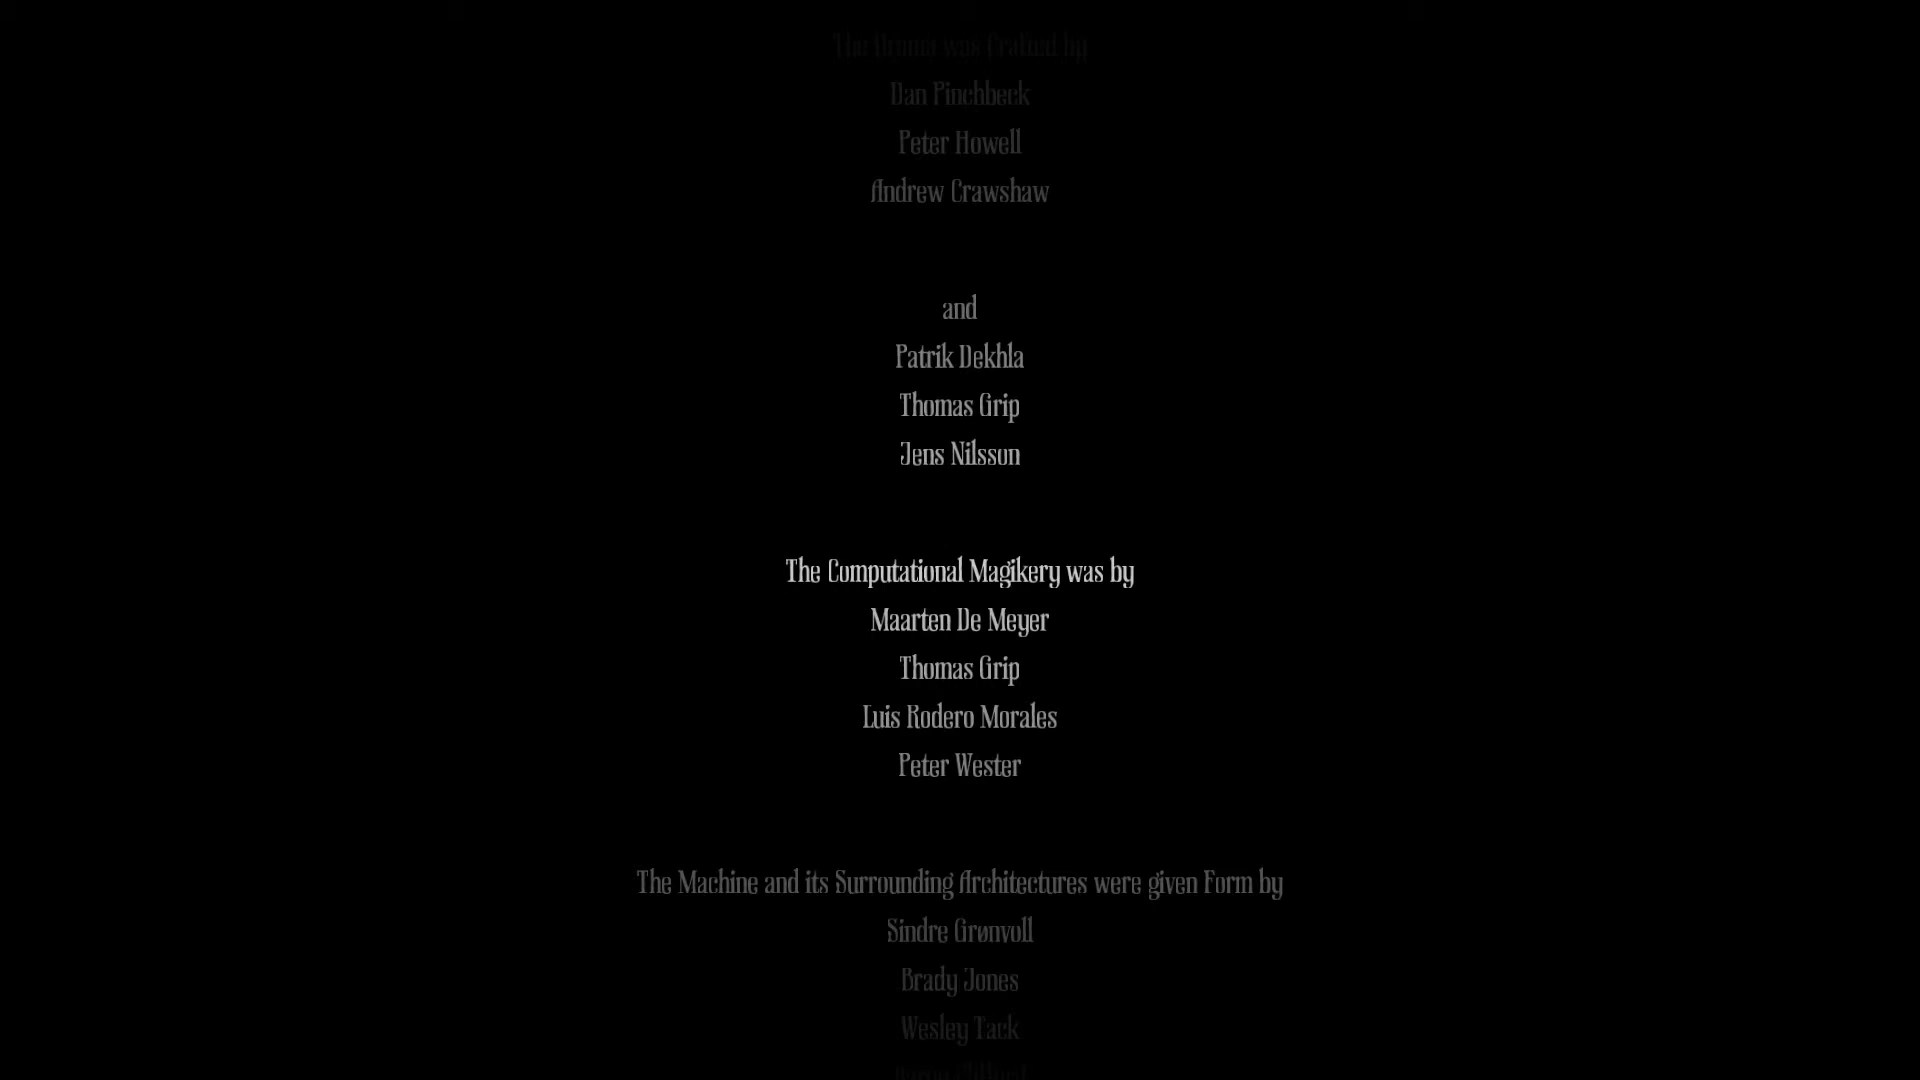 The Drama was Crafted by
Dan Pinchbeck
Peter Howell
Andrew Crawshaw
and
Patrik Dekhla
Thomas Grip
Jens Nilsson
The Computational Magikery was by
Maarten De Meyer
Thomas Grip
Luis Rodero Morales
Peter Wester
The Machine and its Surrounding Architectures were given Form by
Sindre Grønvoll
Brady Jones
Wesley Tack